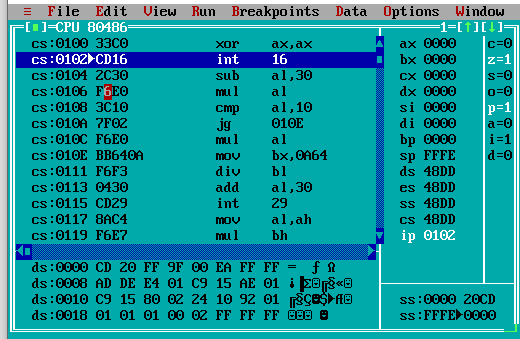 ≡ File Edit View Run Breakpoints Data Options Window
[■]=CPU 80486 1=[↑][↓]
cs:0100 33C0 xor ax,ax ax 0000 c=0
cs:0102►CD16 int 16 bx 0000 z=1
cs:0104 2C30 sub al,30 cx 0000 s=0
cs:0106 F6E0 mul al dx 0000 o=0
cs:0108 3C10 cmp al,10 si 0000 p=1
cs:010A 7F02 jg 010E di 0000 a=0
cs:010C F6E0 mul al bp 0000 i=1
cs:010E BB640A mov bx,0A64 sp FFFE d=0
cs:0111 F6F3 div bl ds 48DD
cs:0113 0430 add al,30 es 48DD
cs:0115 CD29 int 29 ss 48DD
cs:0117 8AC4 mov al,ah cs 48DD
cs:0119 F6E7 mul bh ip 0102
ds:0000 CD 20 FF 9F 00 EA FF FF = ƒ Ω
ds:0008 AD DE E4 01 C9 15 AE 01
ds:0010 C9 15 80 02 24 10 92 01 ss:0000 20CD
ds:0018 01 01 01 00 02 FF FF FF ss:FFFE►0000